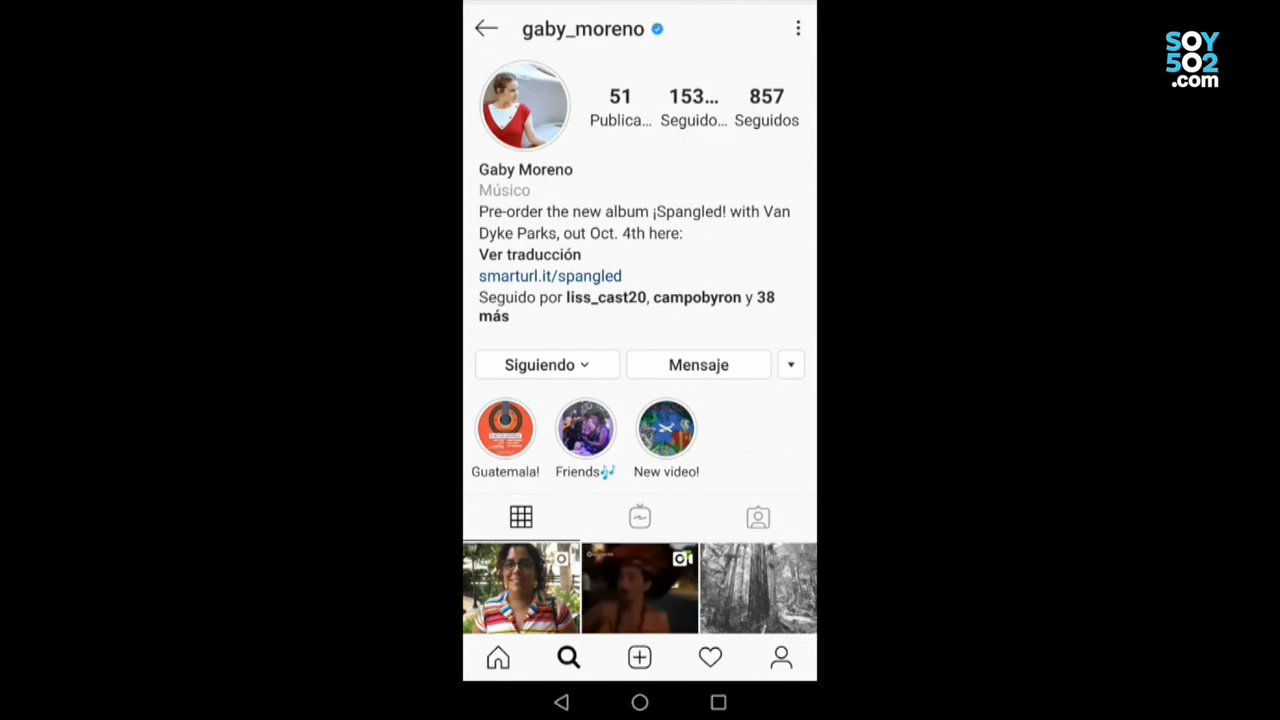 gaby_moreno
51
153...
857
Publica...
Seguido...
Seguidos
Gaby Moreno
Músico
Pre-order the new album ¡Spangled! with Van
Dyke Parks, out Oct. 4th here:
Ver traducción
smarturl.it/spangled
Seguido por liss_cast20, campobyron y 38
más
Siguiendo
Mensaje
Guatemala!
Friends🎶
New video!
SOY
502
.com